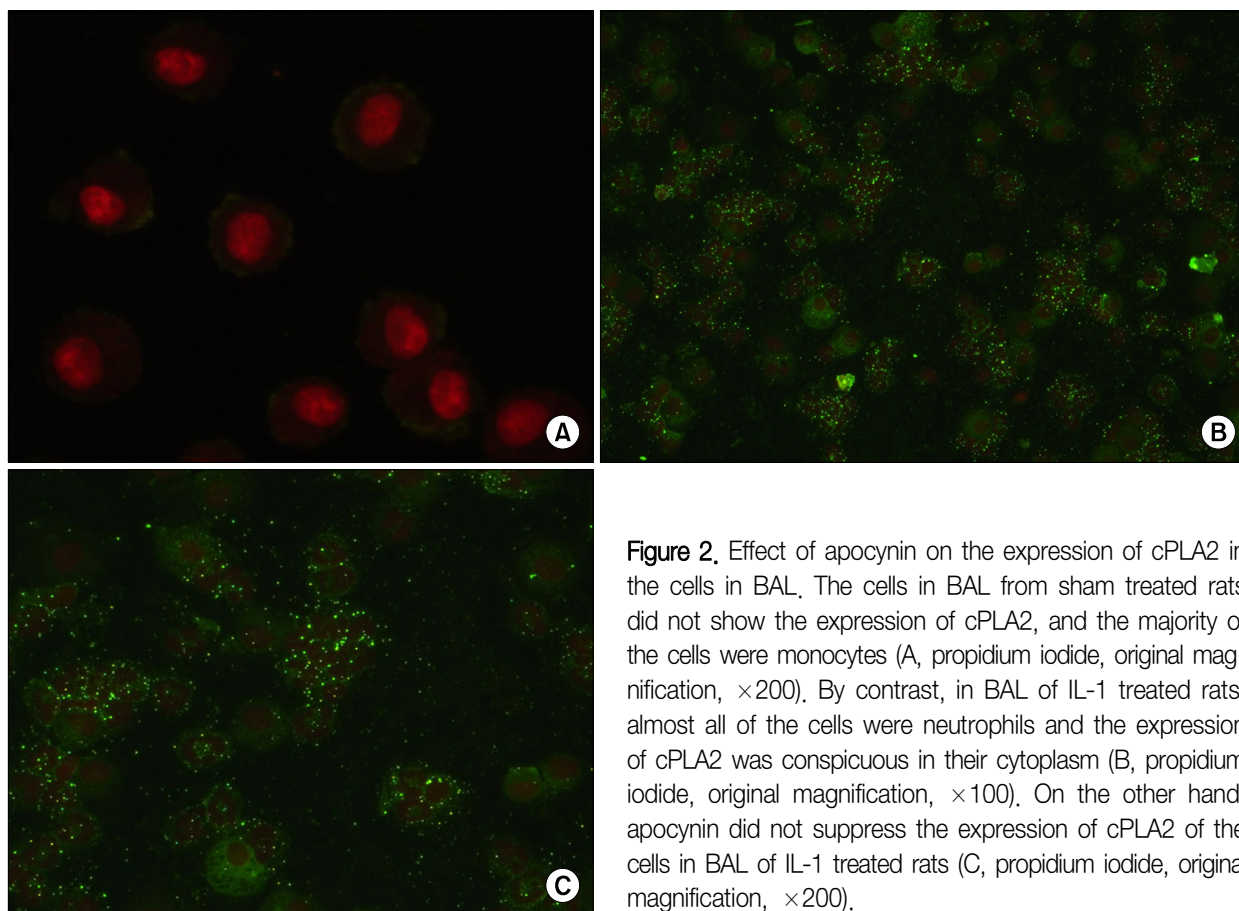 A
B
C
Figure 2. Effect of apocynin on the expression of cPLA2 in
the cells in BAL. The cells in BAL from sham treated rats
did not show the expression of cPLA2, and the majority o
the cells were monocytes (A, propidium iodide, original mag
nification, ×200). By contrast, in BAL of IL-1 treated rats
almost all of the cells were neutrophils and the expression
of cPLA2 was conspicuous in their cytoplasm (B, propidium
iodide, original magnification, ×100). On the other hand
apocynin did not suppress the expression of cPLA2 of the
cells in BAL of IL-1 treated rats (C, propidium iodide, origina
magnification, ×200).